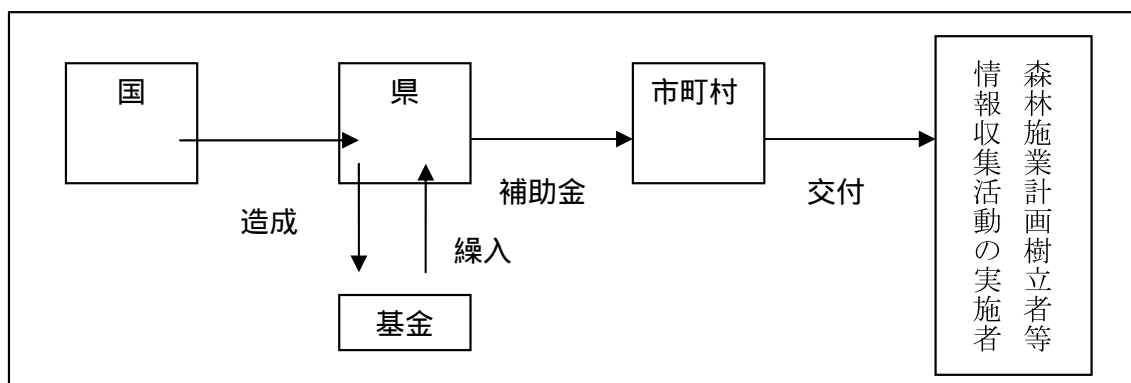 国
県
市町村
造成
補助金
交付
繰入
基金
森林施業計画樹立者等
情報収集活動の実施者